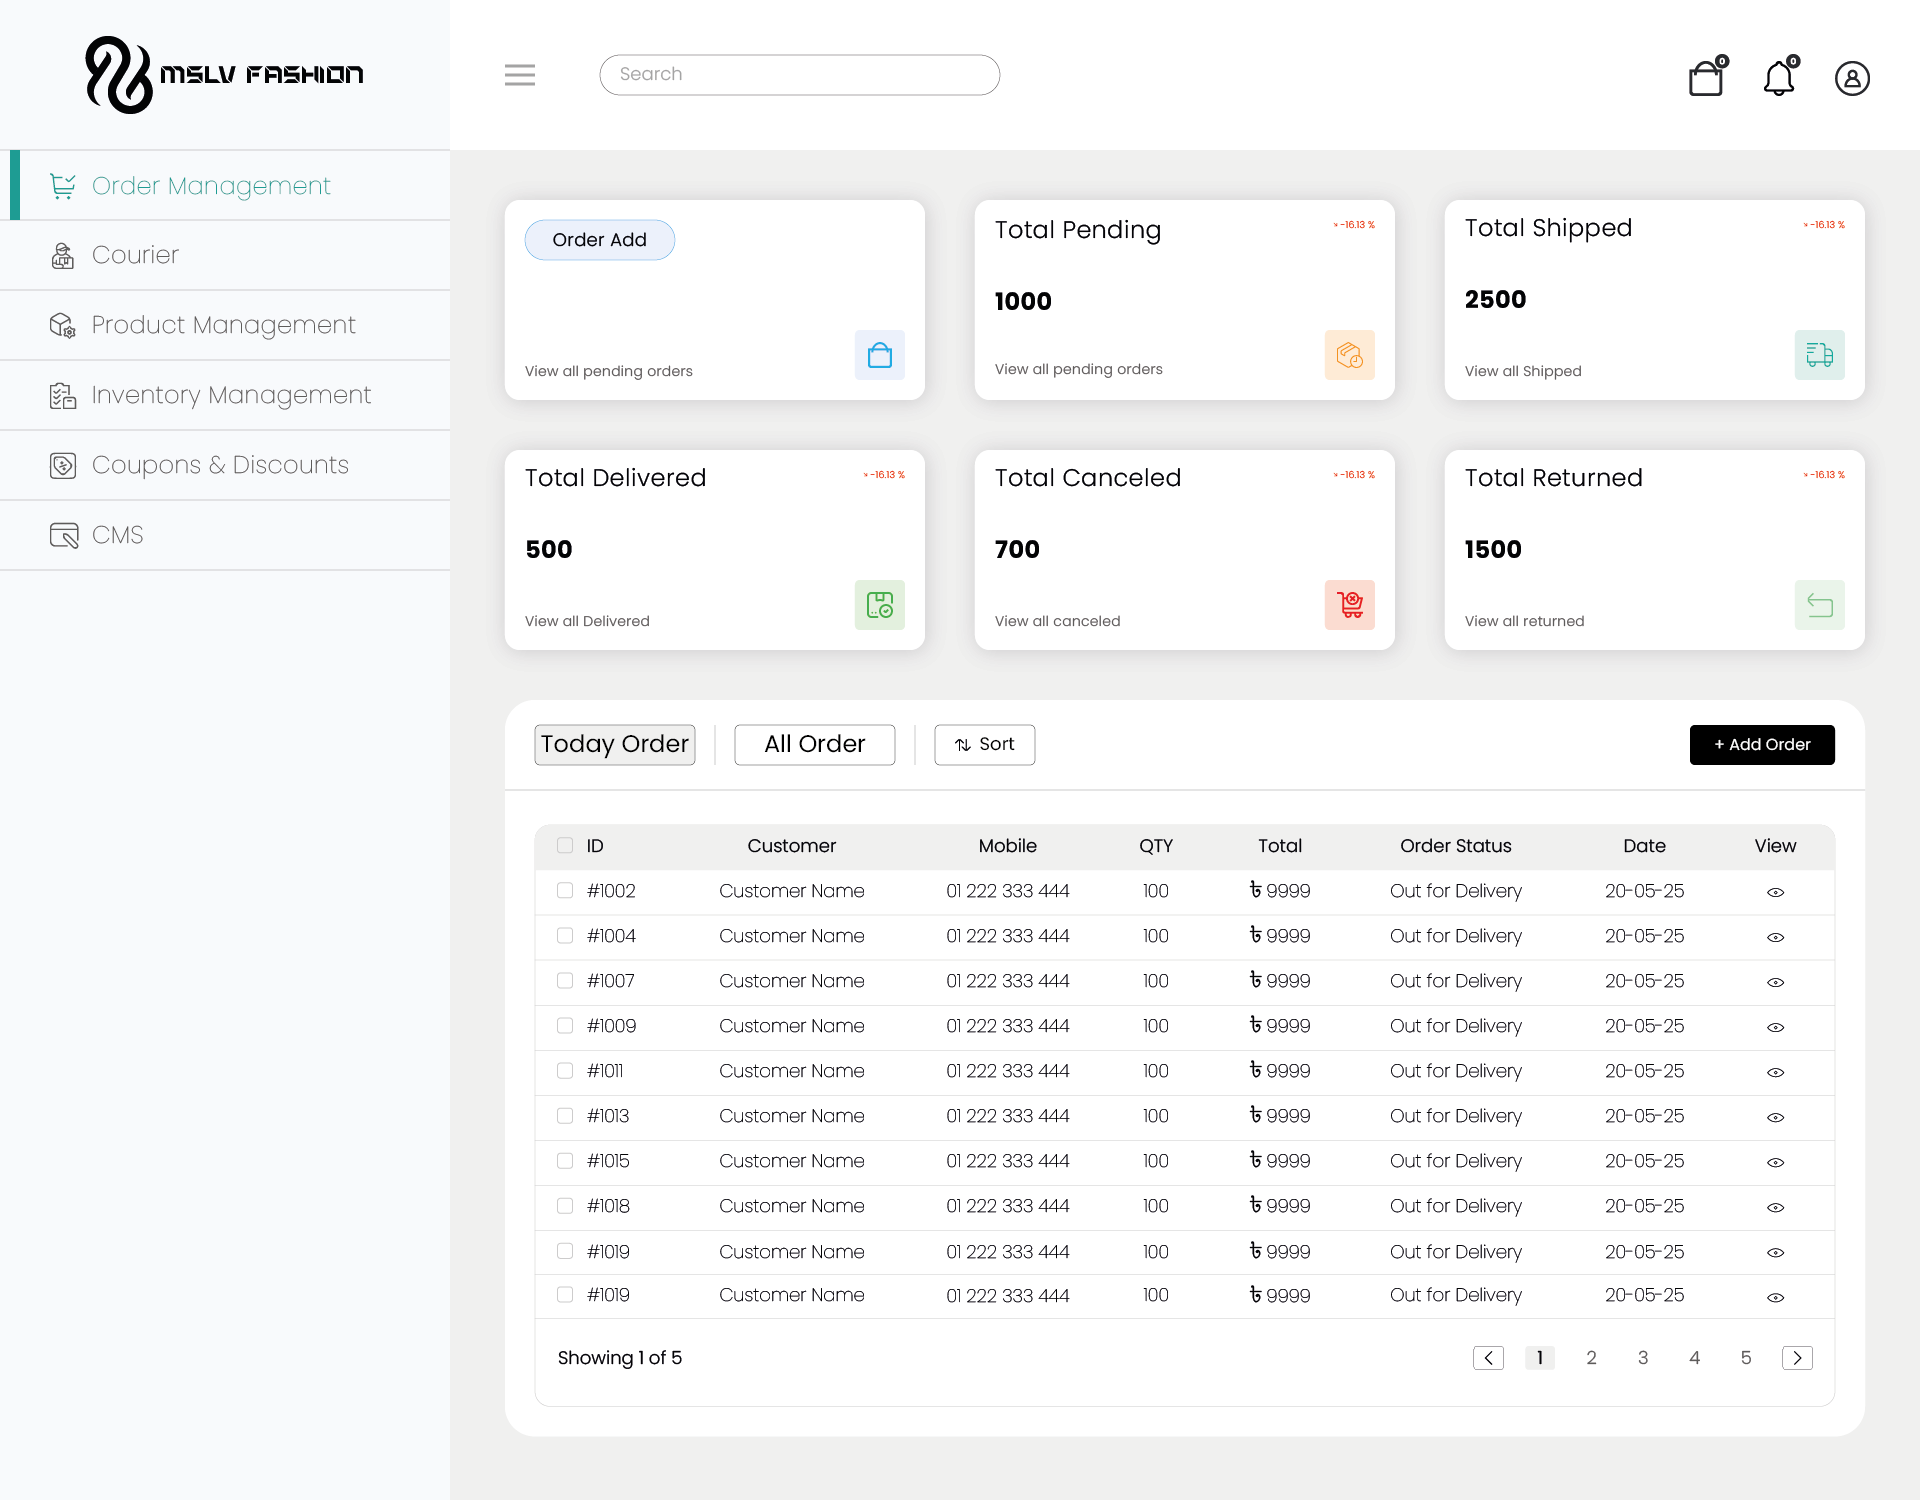 MSLV FASHION
Search
0
0
Order Management
Courier
Product Management
Inventory Management
Coupons & Discounts
CMS
Order Add
View all pending orders
Total Pending
-16.13 %
1000
View all pending orders
Total Shipped
-16.13 %
2500
View all Shipped
Total Delivered
-16.13 %
500
View all Delivered
Total Canceled
-16.13 %
700
View all canceled
Total Returned
-16.13 %
1500
View all returned
Today Order All Order Sort + Add Order
ID Customer Mobile QTY Total Order Status Date View
#1002 Customer Name 01 222 333 444 100 ৳ 9999 Out for Delivery 20-05-25
#1004 Customer Name 01 222 333 444 100 ৳ 9999 Out for Delivery 20-05-25
#1007 Customer Name 01 222 333 444 100 ৳ 9999 Out for Delivery 20-05-25
#1009 Customer Name 01 222 333 444 100 ৳ 9999 Out for Delivery 20-05-25
#1011 Customer Name 01 222 333 444 100 ৳ 9999 Out for Delivery 20-05-25
#1013 Customer Name 01 222 333 444 100 ৳ 9999 Out for Delivery 20-05-25
#1015 Customer Name 01 222 333 444 100 ৳ 9999 Out for Delivery 20-05-25
#1018 Customer Name 01 222 333 444 100 ৳ 9999 Out for Delivery 20-05-25
#1019 Customer Name 01 222 333 444 100 ৳ 9999 Out for Delivery 20-05-25
#1019 Customer Name 01 222 333 444 100 ৳ 9999 Out for Delivery 20-05-25
Showing 1 of 5 1 2 3 4 5